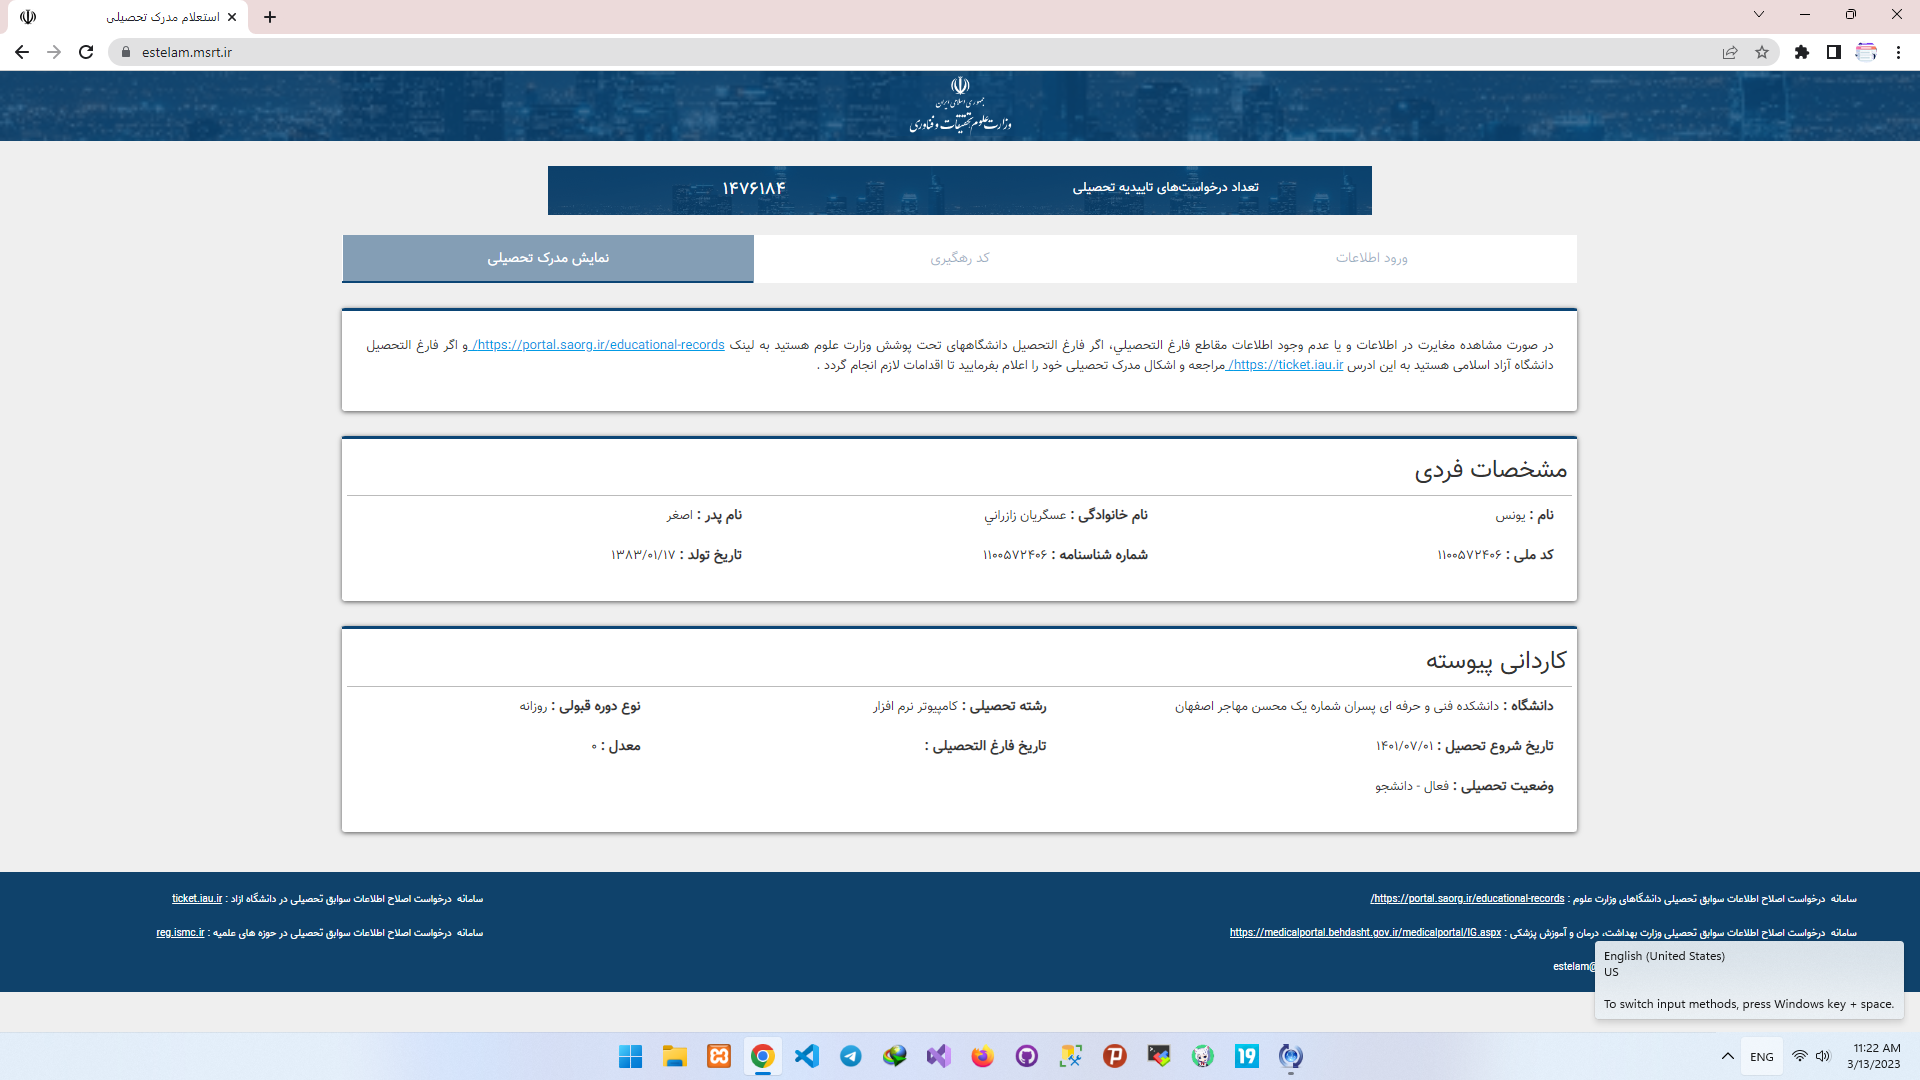 استعلام مدرک تحصیلی
estelam.msrt.ir
جمهوری اسلامی ایران
وزارت علوم تحقیقات و فناوری
تعداد درخواست‌های تاییدیه تحصیلی
۱۴۷۶۱۸۴
ورود اطلاعات
کد رهگیری
نمایش مدرک تحصیلی
در صورت مشاهده مغایرت در اطلاعات و یا عدم وجود اطلاعات مقاطع فارغ التحصیلي، اگر فارغ التحصیل دانشگاههای تحت پوشش وزارت علوم هستید به لینک https://portal.saorg.ir/educational-records/ و اگر فارغ التحصیل
دانشگاه آزاد اسلامی هستید به این ادرس https://ticket.iau.ir/ مراجعه و اشکال مدرک تحصیلی خود را اعلام بفرمایید تا اقدامات لازم انجام گردد .
مشخصات فردی
نام : یونس
نام خانوادگی : عسگریان زازراني
نام پدر : اصغر
کد ملی : ۱۱۰۰۵۷۲۴۰۶
شماره شناسنامه : ۱۱۰۰۵۷۲۴۰۶
تاریخ تولد : ۱۳۸۳/۰۱/۱۷
کاردانی پیوسته
دانشگاه : دانشکده فنی و حرفه ای پسران شماره یک محسن مهاجر اصفهان
رشته تحصیلی : کامپیوتر نرم افزار
نوع دوره قبولی : روزانه
تاریخ شروع تحصیل : ۱۴۰۱/۰۷/۰۱
تاریخ فارغ التحصیلی :
معدل : ۰
وضعیت تحصیلی : فعال - دانشجو
سامانه درخواست اصلاح اطلاعات سوابق تحصیلی دانشگاهای وزارت علوم : https://portal.saorg.ir/educational-records/
سامانه درخواست اصلاح اطلاعات سوابق تحصیلی در دانشگاه ازاد : ticket.iau.ir
سامانه درخواست اصلاح اطلاعات سوابق تحصیلی وزارت بهداشت، درمان و آموزش پزشکی : https://medicalportal.behdasht.gov.ir/medicalportal/IG.aspx
سامانه درخواست اصلاح اطلاعات سوابق تحصیلی در حوزه های علمیه : reg.ismc.ir
estelam@
English (United States)
US
To switch input methods, press Windows key + space.
19
ENG
11:22 AM
3/13/2023